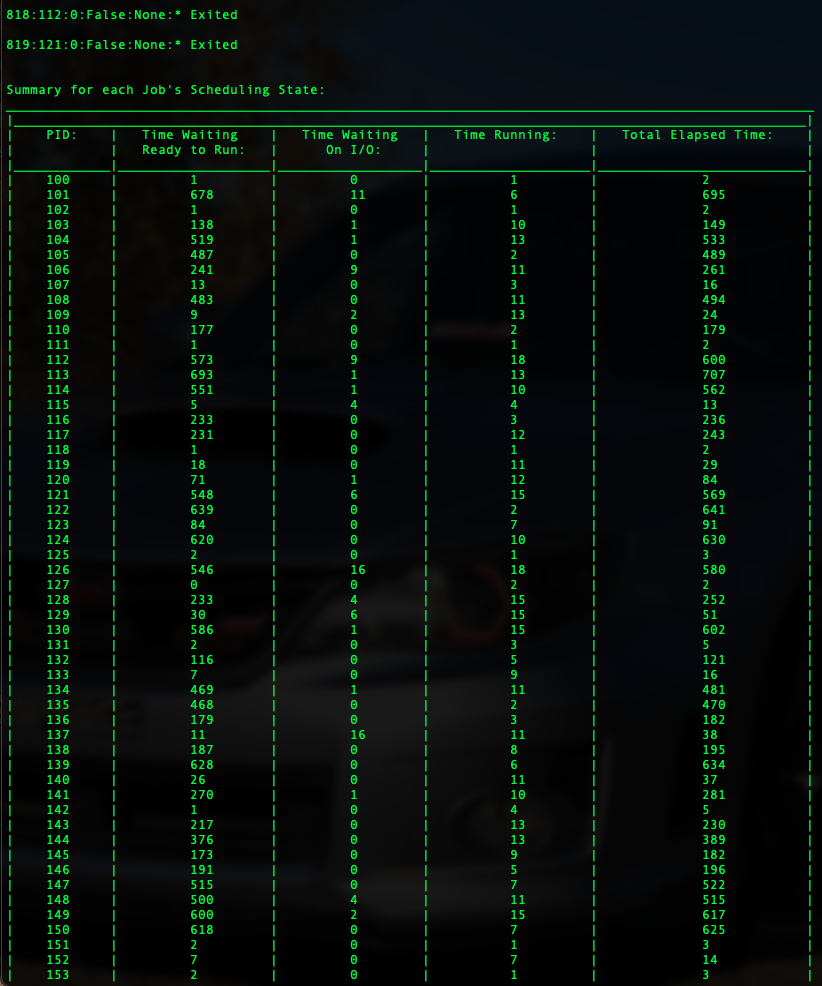 818:112:0:False:None:* Exited
819:121:0:False:None:* Exited
Summary for each Job's Scheduling State:
PID: | Time Waiting | Time Waiting | Time Running: | Total Elapsed Time:
Ready to Run: | On I/O:
100 | 1 | 0 | 1 | 2
101 | 678 | 11 | 6 | 695
102 | 1 | 0 | 1 | 2
103 | 138 | 1 | 10 | 149
104 | 519 | 1 | 13 | 533
105 | 487 | 0 | 2 | 489
106 | 241 | 9 | 11 | 261
107 | 13 | 0 | 3 | 16
108 | 483 | 0 | 11 | 494
109 | 9 | 2 | 13 | 24
110 | 177 | 0 | 2 | 179
111 | 1 | 0 | 1 | 2
112 | 573 | 9 | 18 | 600
113 | 693 | 1 | 13 | 707
114 | 551 | 1 | 10 | 562
115 | 5 | 4 | 4 | 13
116 | 233 | 0 | 3 | 236
117 | 231 | 0 | 12 | 243
118 | 1 | 0 | 1 | 2
119 | 18 | 0 | 11 | 29
120 | 71 | 1 | 12 | 84
121 | 548 | 6 | 15 | 569
122 | 639 | 0 | 2 | 641
123 | 84 | 0 | 7 | 91
124 | 620 | 0 | 10 | 630
125 | 2 | 0 | 1 | 3
126 | 546 | 16 | 18 | 580
127 | 0 | 0 | 2 | 2
128 | 233 | 4 | 15 | 252
129 | 30 | 6 | 15 | 51
130 | 586 | 1 | 15 | 602
131 | 2 | 0 | 3 | 5
132 | 116 | 0 | 5 | 121
133 | 7 | 0 | 9 | 16
134 | 469 | 1 | 11 | 481
135 | 468 | 0 | 2 | 470
136 | 179 | 0 | 3 | 182
137 | 11 | 16 | 11 | 38
138 | 187 | 0 | 8 | 195
139 | 628 | 0 | 6 | 634
140 | 26 | 0 | 11 | 37
141 | 270 | 1 | 10 | 281
142 | 1 | 0 | 4 | 5
143 | 217 | 0 | 13 | 230
144 | 376 | 0 | 13 | 389
145 | 173 | 0 | 9 | 182
146 | 191 | 0 | 5 | 196
147 | 515 | 0 | 7 | 522
148 | 500 | 4 | 11 | 515
149 | 600 | 2 | 15 | 617
150 | 618 | 0 | 7 | 625
151 | 2 | 0 | 1 | 3
152 | 7 | 0 | 7 | 14
153 | 2 | 0 | 1 | 3